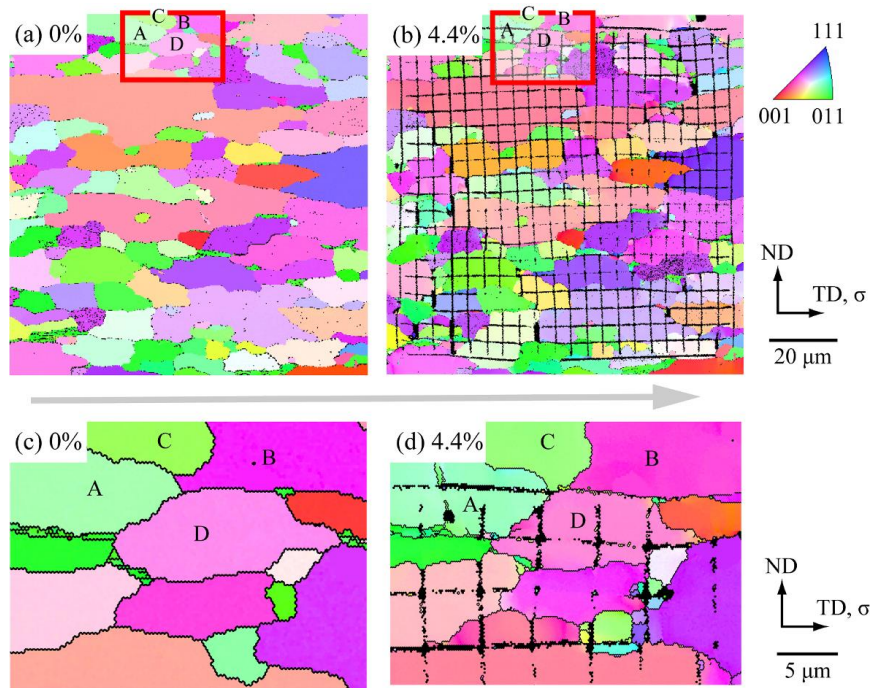 (a) 0%
A
C
B
D
(b) 4.4%
A
C
B
D
111
001
011
ND
TD, σ
20 μm
(c) 0%
A
C
B
D
(d) 4.4%
A
C
B
D
ND
TD, σ
5 μm